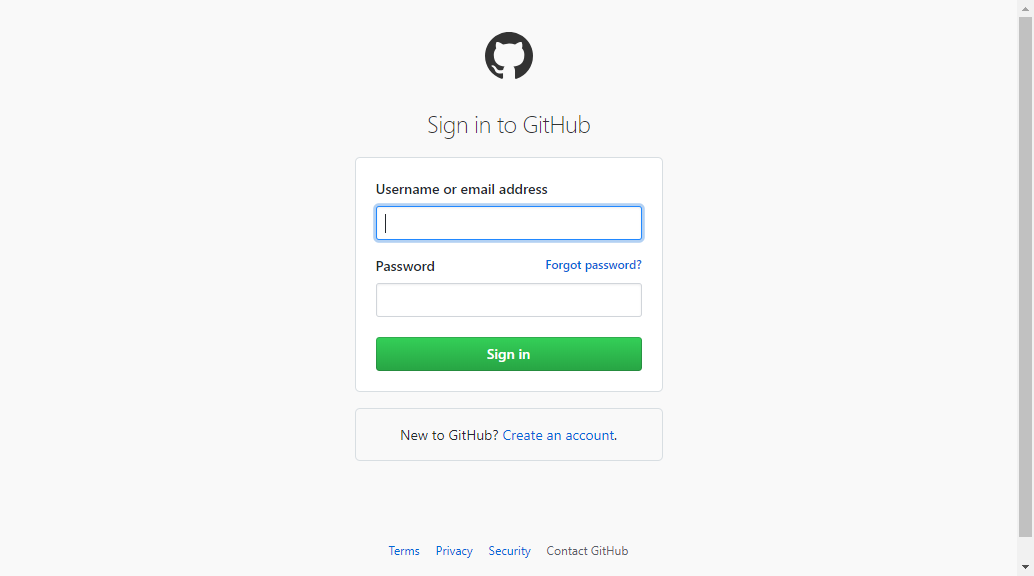 Sign in to GitHub
Username or email address
Password Forgot password?
Sign in
New to GitHub? Create an account.
Terms Privacy Security Contact GitHub